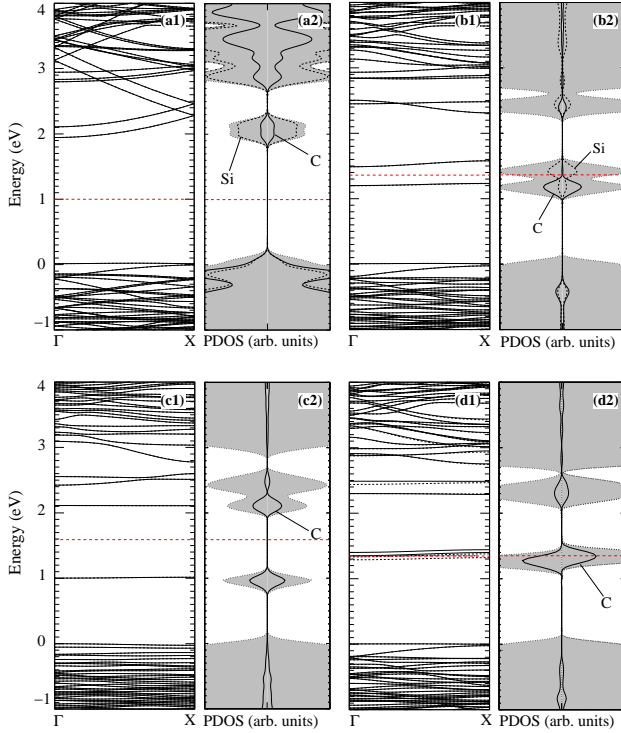 (a1) (a2) (b1) (b2)
4
3
2
1
0
−1
Energy (eV)
Si
C
Si
C
Γ X PDOS (arb. units) Γ X PDOS (arb. units)
(c1) (c2) (d1) (d2)
4
3
2
1
0
−1
Energy (eV)
C
C
Γ X PDOS (arb. units) Γ X PDOS (arb. units)